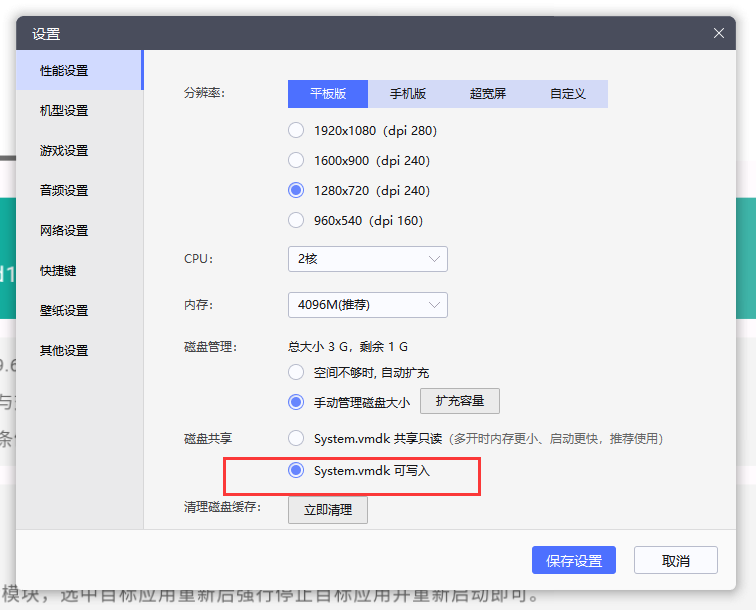 设置
性能设置
机型设置
游戏设置
音频设置
网络设置
快捷键
壁纸设置
其他设置
分辨率:
平板版 手机版 超宽屏 自定义
1920x1080（dpi 280）
1600x900（dpi 240）
1280x720（dpi 240）
960x540（dpi 160）
CPU:
2核
内存:
4096M(推荐)
磁盘管理:
总大小 3 G，剩余 1 G
空间不够时, 自动扩充
手动管理磁盘大小
扩充容量
磁盘共享
System.vmdk 共享只读（多开时内存更小、启动更快，推荐使用）
System.vmdk 可写入
清理磁盘缓存:
立即清理
保存设置
取消
d1
9.6
与
条
模块，选中目标应用重新后强行停止目标应用并重新启动即可。